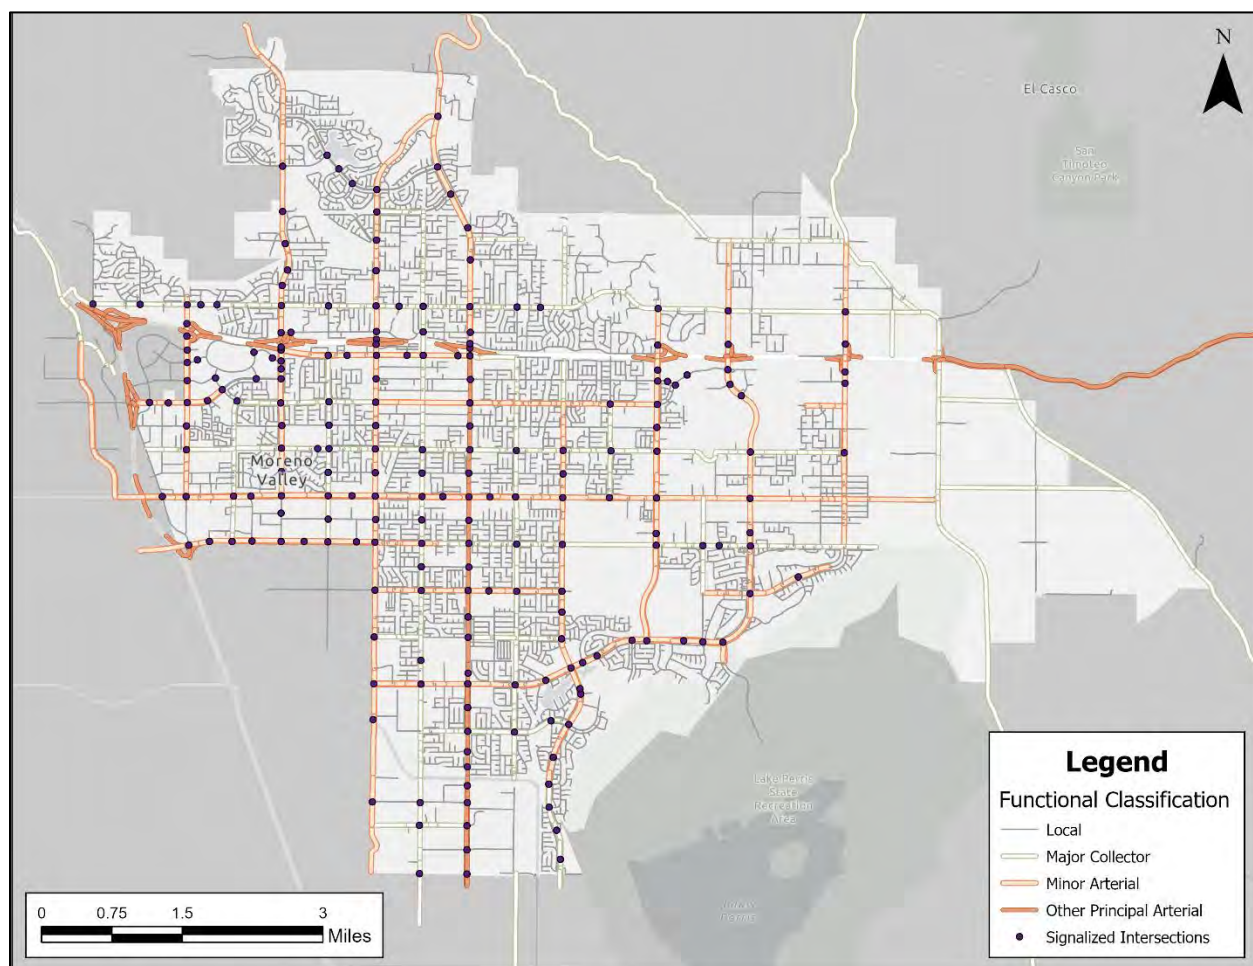 N
El Casco
San
Timoteo
Canyon Park
Moreno
Valley
Lake Perris
State
Recreation
Area
Legend
Functional Classification
Local
Major Collector
Minor Arterial
Other Principal Arterial
Signalized Intersections
0 0.75 1.5 3
Miles